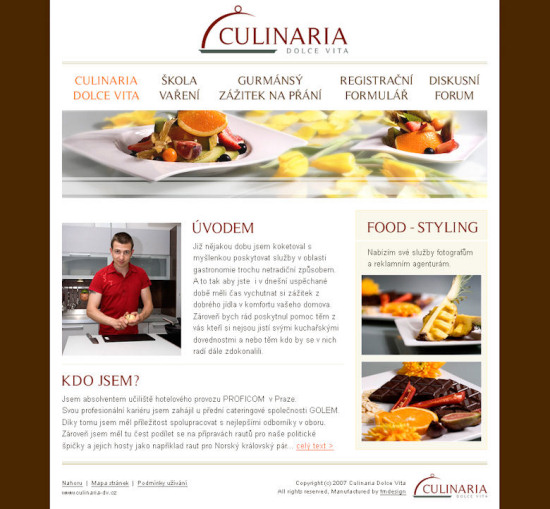 CULINARIA
DOLCE VITA
CULINARIA
DOLCE VITA
ŠKOLA
VAŘENÍ
GURMÁNSÝ
ZÁŽITEK NA PŘÁNÍ
REGISTRAČNÍ
FORMULÁŘ
DISKUSNÍ
FORUM
ÚVODEM
Již nějakou dobu jsem koketoval s
myšlenkou poskytovat služby v oblasti
gastronomie trochu netradiční způsobem.
A to tak aby jste i v dnešní uspěchané
době měli čas vychutnat si zážitek z
dobrého jídla v komfortu vašeho domova.
Zároveň bych rád poskytnul pomoc těm z
vás kteří si nejsou jistí svými kuchařskými
dovednostmi a nebo těm kdo by se v nich
radí dále zdokonalili.
FOOD - STYLING
Nabízím své služby fotografům
a reklamním agenturám.
KDO JSEM?
Jsem absolventem učiliště hotelového provozu PROFICOM v Praze.
Svou profesionální kariéru jsem zahájil u přední cateringové společnosti GOLEM.
Díky tomu jsem měl příležitost spolupracovat s nejlepšími odborníky v oboru.
Zároveň jsem měl tu čest podílet se na přípravách rautů pro naše politické
špičky a jejich hosty jako například raut pro Norský královský pár... celý text >
Nahoru | Mapa stránek | Podmínky užívání
www.culinaria-dv.cz
Copyright(c)2007 Culinaria Dolce Vita
All rights reserved, Manufactured by tmdesign
CULINARIA
DOLCE VITA